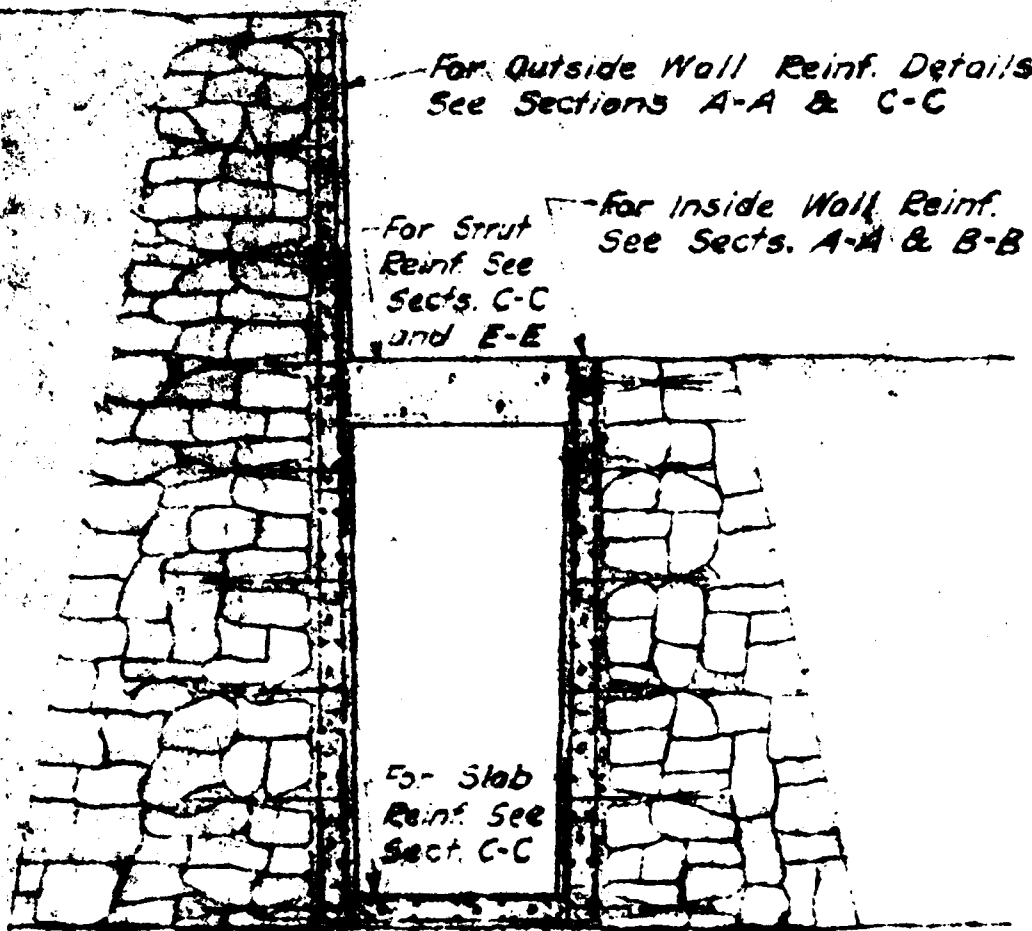 For Outside Wall Reinf. Details
See Sections A-A & C-C
For Inside Wall Reinf.
See Sects. A-A & B-B
For Strut
Reinf. See
Sects. C-C
and E-E
For Slab
Reinf. See
Sect. C-C